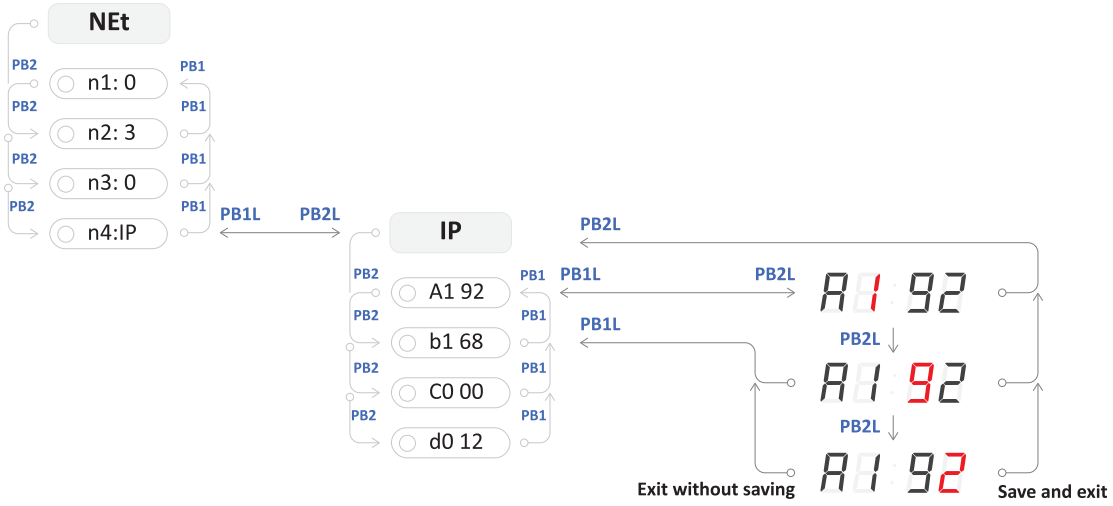 NEt
PB2
PB1
n1: 0
PB2
PB1
n2: 3
PB2
PB1
n3: 0
PB2
PB1
n4:IP
PB1L
PB2L
IP
PB2L
PB2
PB1
A1 92
PB1L
PB2L
A1 92
PB2
PB1
b1 68
PB1L
PB2L
PB2
PB1
C0 00
A1 92
PB2
PB1
d0 12
PB2L
A1 92
Exit without saving
Save and exit